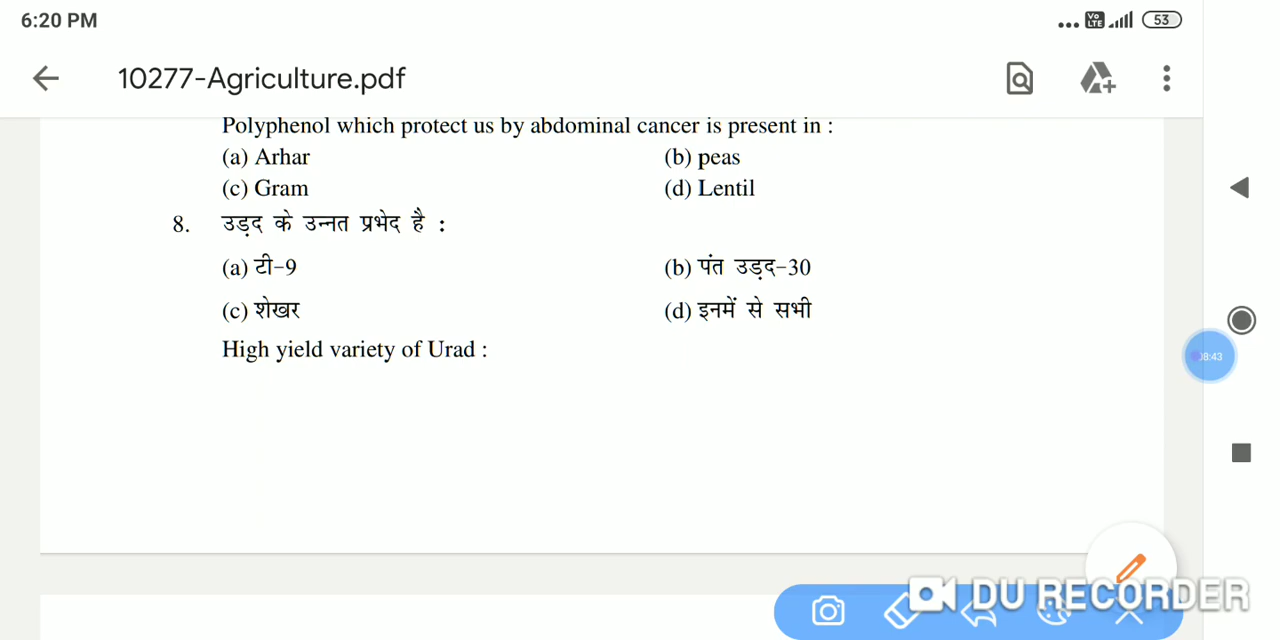 6:20 PM
Vo LTE 53
10277-Agriculture.pdf
Polyphenol which protect us by abdominal cancer is present in :
(a) Arhar (b) peas
(c) Gram (d) Lentil
8. उड़द के उन्नत प्रभेद है :
(a) टी-9 (b) पंत उड़द-30
(c) शेखर (d) इनमें से सभी
High yield variety of Urad :
08:43
DU RECORDER